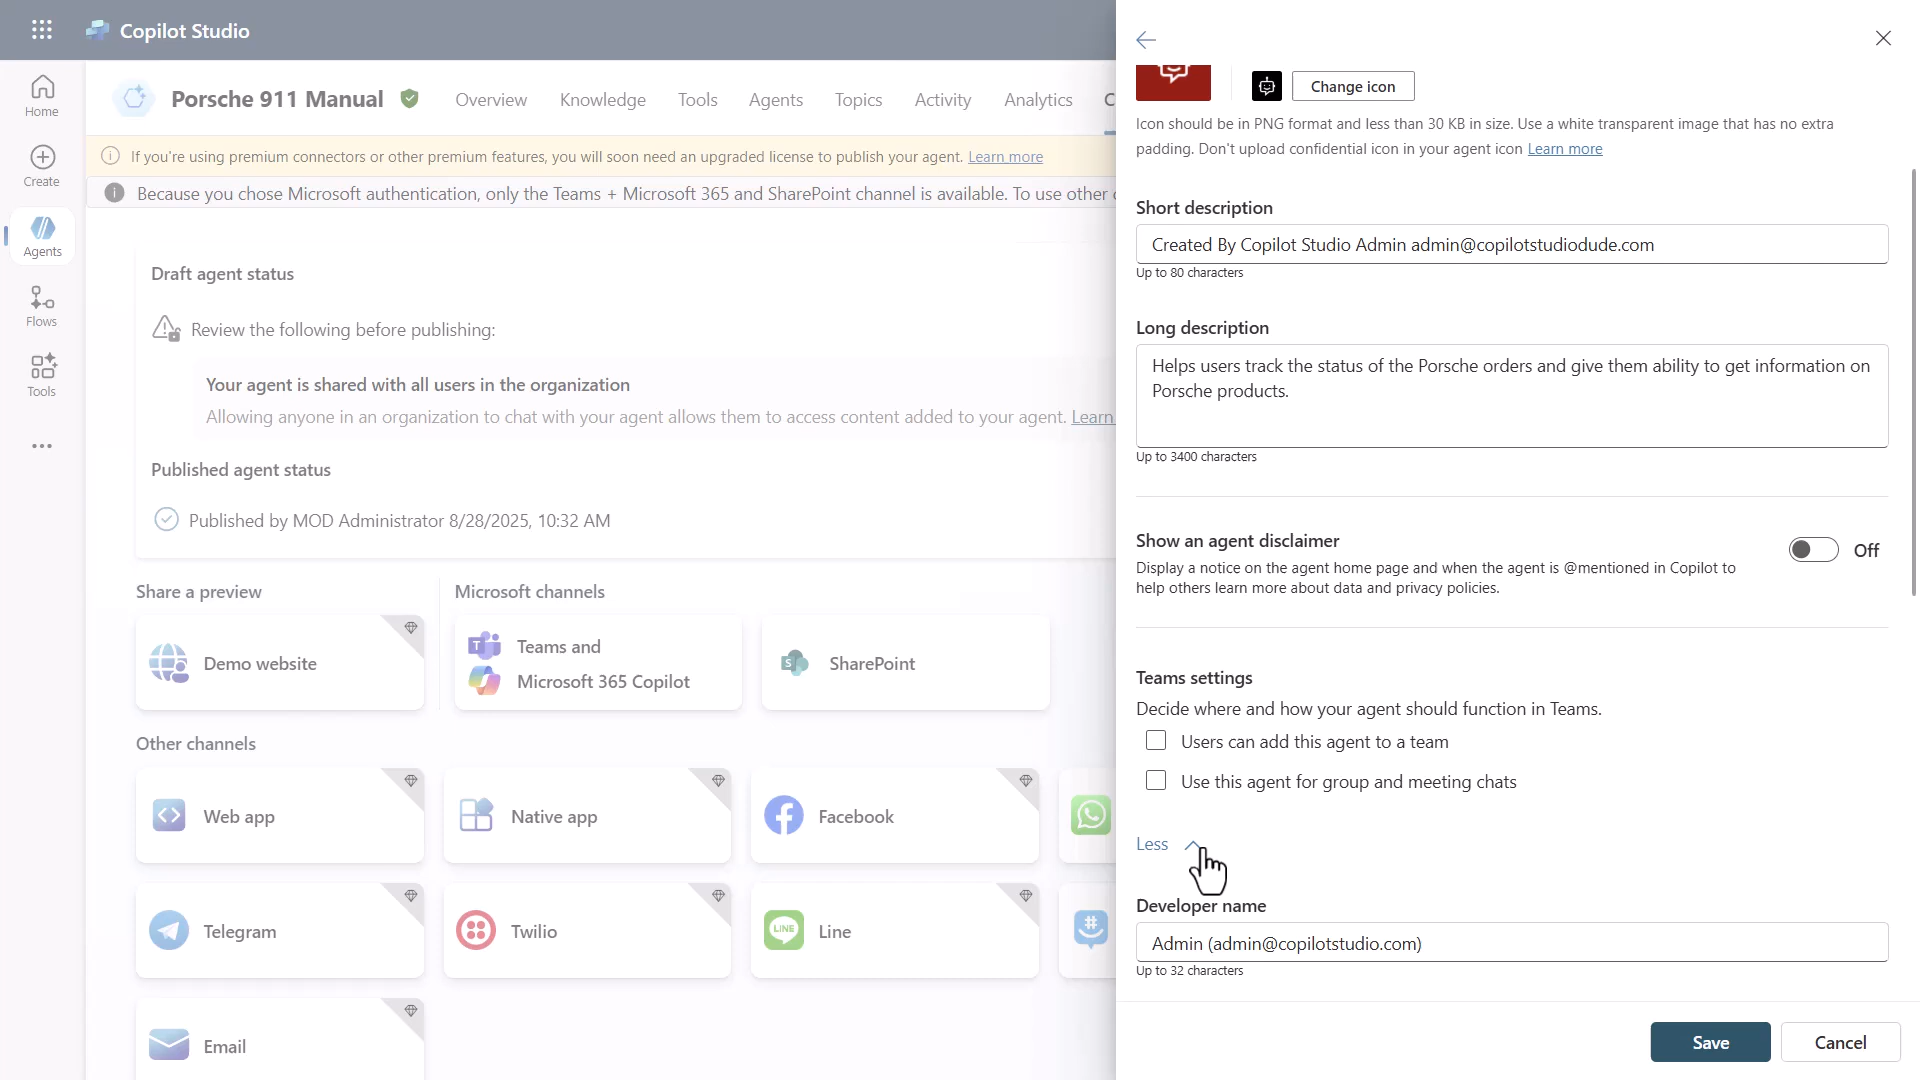 Copilot Studio
Home
Create
Agents
Flows
Tools
Porsche 911 Manual
Overview
Knowledge
Tools
Agents
Topics
Activity
Analytics
C
If you're using premium connectors or other premium features, you will soon need an upgraded license to publish your agent. Learn more
Because you chose Microsoft authentication, only the Teams + Microsoft 365 and SharePoint channel is available. To use other
Draft agent status
Review the following before publishing:
Your agent is shared with all users in the organization
Allowing anyone in an organization to chat with your agent allows them to access content added to your agent. Learn
Published agent status
Published by MOD Administrator 8/28/2025, 10:32 AM
Share a preview
Microsoft channels
Demo website
Teams and
Microsoft 365 Copilot
SharePoint
Other channels
Web app
Native app
Facebook
Telegram
Twilio
LINE
Line
Email
Change icon
Icon should be in PNG format and less than 30 KB in size. Use a white transparent image that has no extra
padding. Don't upload confidential icon in your agent icon Learn more
Short description
Created By Copilot Studio Admin admin@copilotstudiodude.com
Up to 80 characters
Long description
Helps users track the status of the Porsche orders and give them ability to get information on
Porsche products.
Up to 3400 characters
Show an agent disclaimer
Off
Display a notice on the agent home page and when the agent is @mentioned in Copilot to
help others learn more about data and privacy policies.
Teams settings
Decide where and how your agent should function in Teams.
Users can add this agent to a team
Use this agent for group and meeting chats
Less
Developer name
Admin (admin@copilotstudio.com)
Up to 32 characters
Save
Cancel